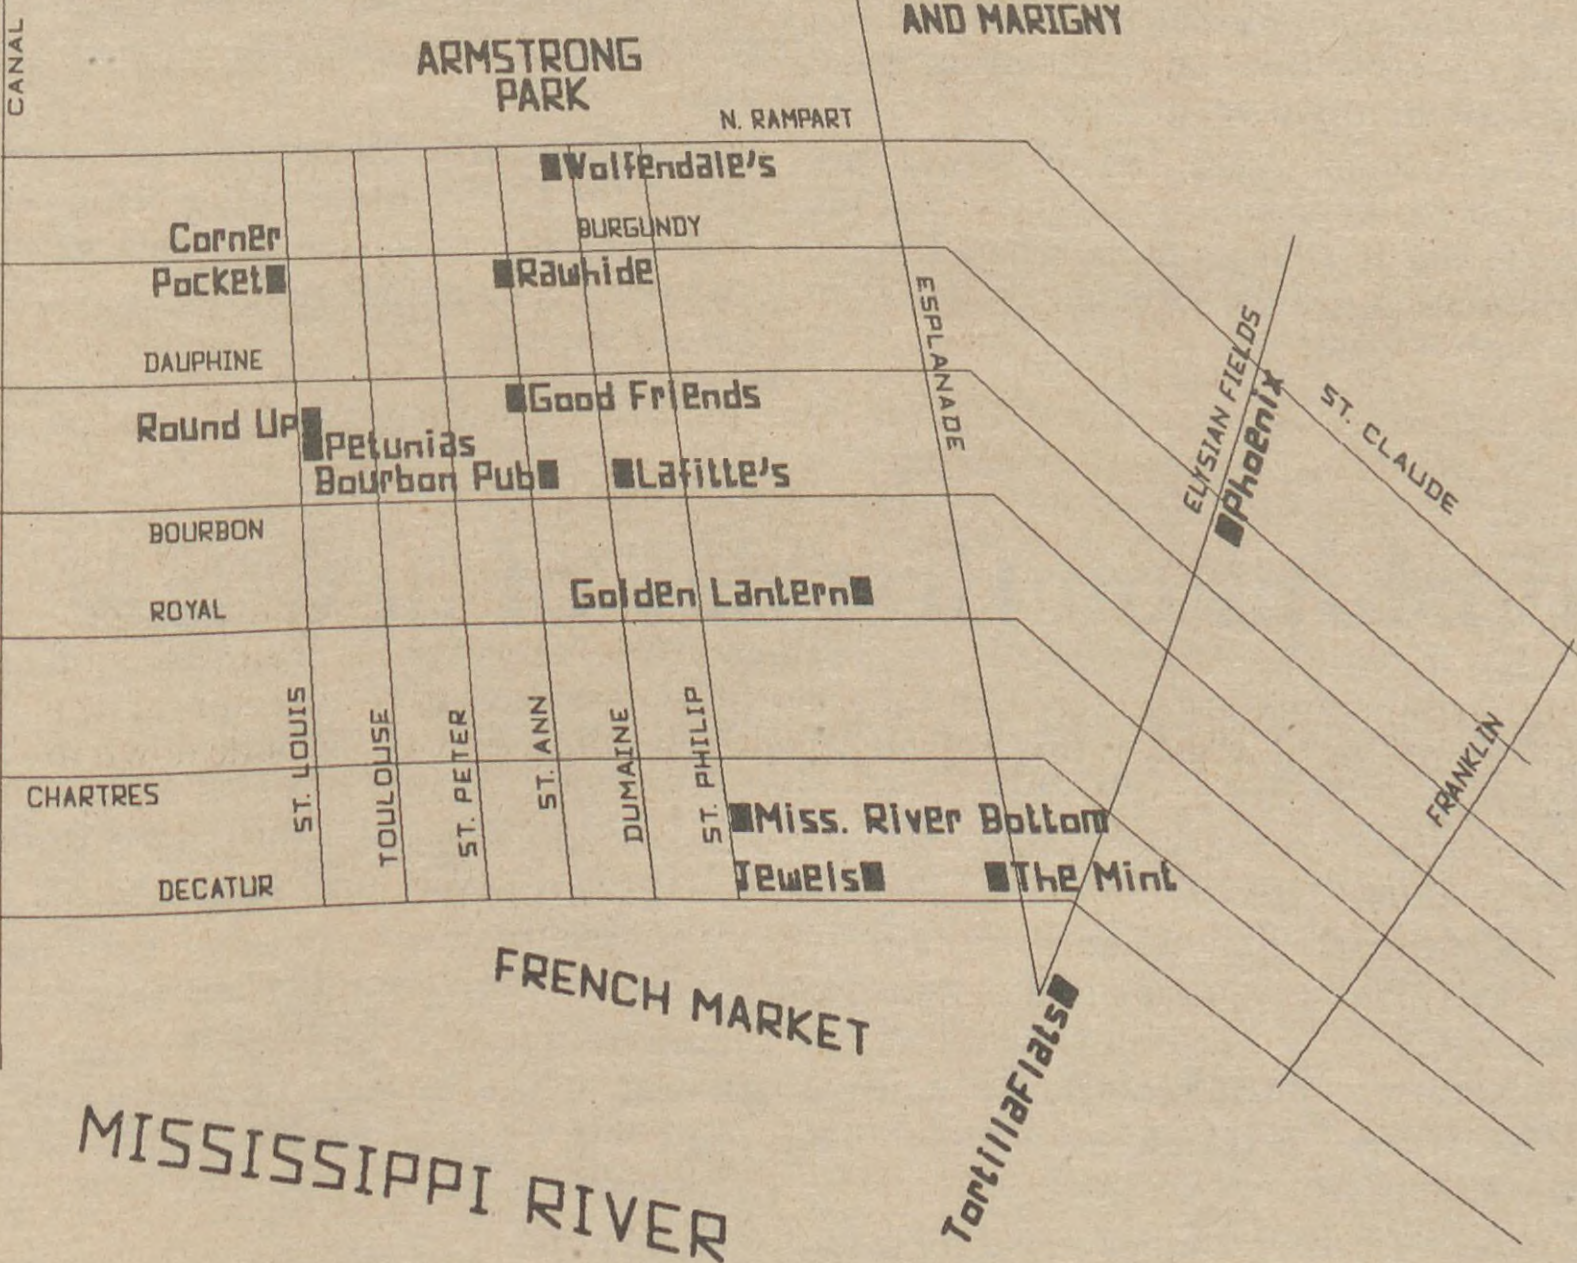 CANAL
AND MARIGNY
ARMSTRONG
PARK
N. RAMPART
Wolfendale's
Corner
Pocket
BURGUNDY
Rawhide
ESPLANADE
ELYSIAN FIELDS
DAUPHINE
Good Friends
Phoenix
ST. CLAUDE
Round Up
Petunias
Bourbon Pub
Lafitte's
BOURBON
Golden Lantern
ROYAL
ST. LOUIS
TOULOUSE
ST. PETER
ST. ANN
DUMAINE
ST. PHILIP
FRANKLIN
CHARTRES
Miss. River Bottom
DECATUR
Jewels
The Mint
FRENCH MARKET
TortillaFlats
MISSISSIPPI RIVER